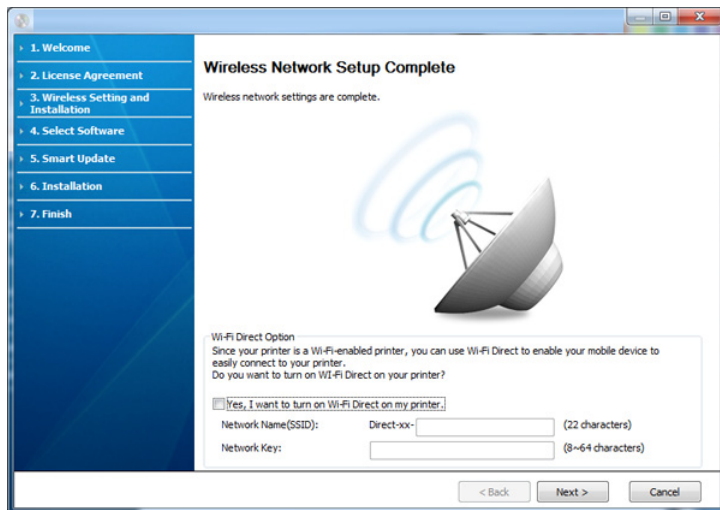 1. Welcome
2. License Agreement
3. Wireless Setting and
Installation
4. Select Software
5. Smart Update
6. Installation
7. Finish
Wireless Network Setup Complete
Wireless network settings are complete.
Wi-Fi Direct Option
Since your printer is a Wi-Fi-enabled printer, you can use Wi-Fi Direct to enable your mobile device to
easily connect to your printer.
Do you want to turn on WI-Fi Direct on your printer?
Yes, I want to turn on Wi-Fi Direct on my printer.
Network Name(SSID): Direct-xx- (22 characters)
Network Key: (8~64 characters)
< Back Next > Cancel